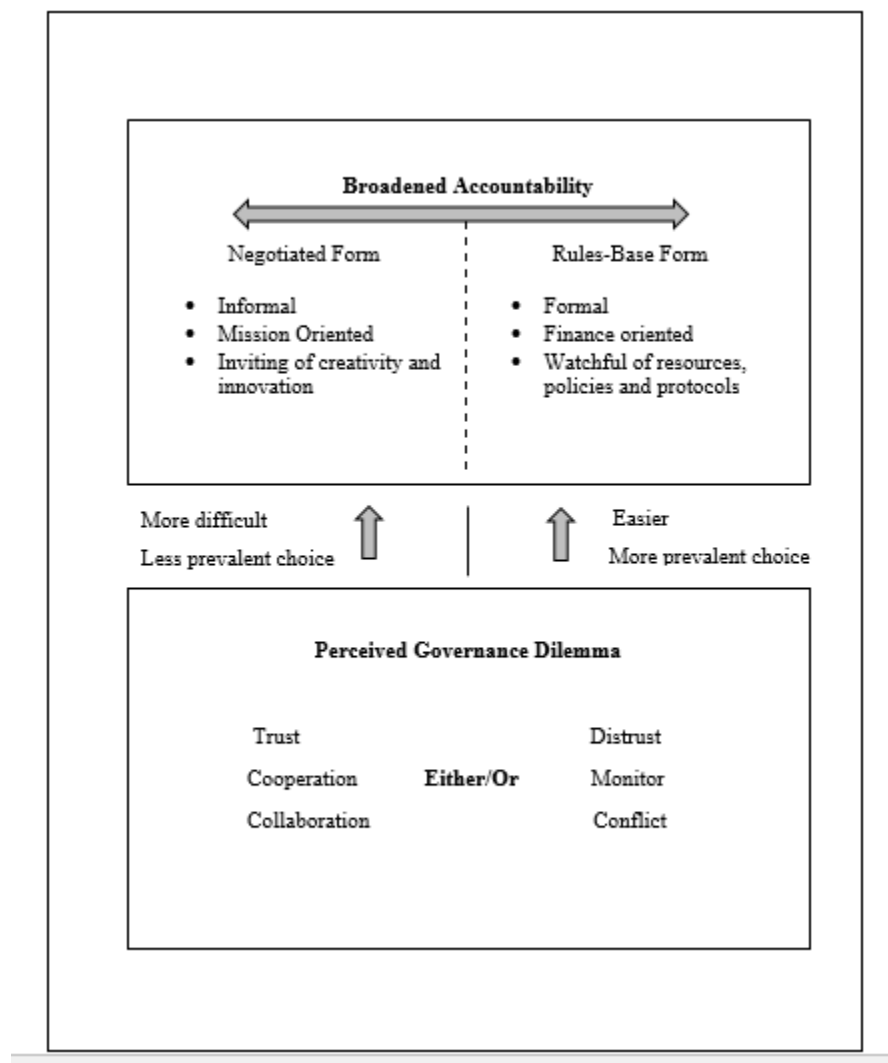 Broadened Accountability
Negotiated Form
• Informal
• Mission Oriented
• Inviting of creativity and
innovation
Rules-Base Form
• Formal
• Finance oriented
• Watchful of resources,
policies and protocols
More difficult
Less prevalent choice
Easier
More prevalent choice
Perceived Governance Dilemma
Trust
Cooperation
Collaboration
Either/Or
Distrust
Monitor
Conflict